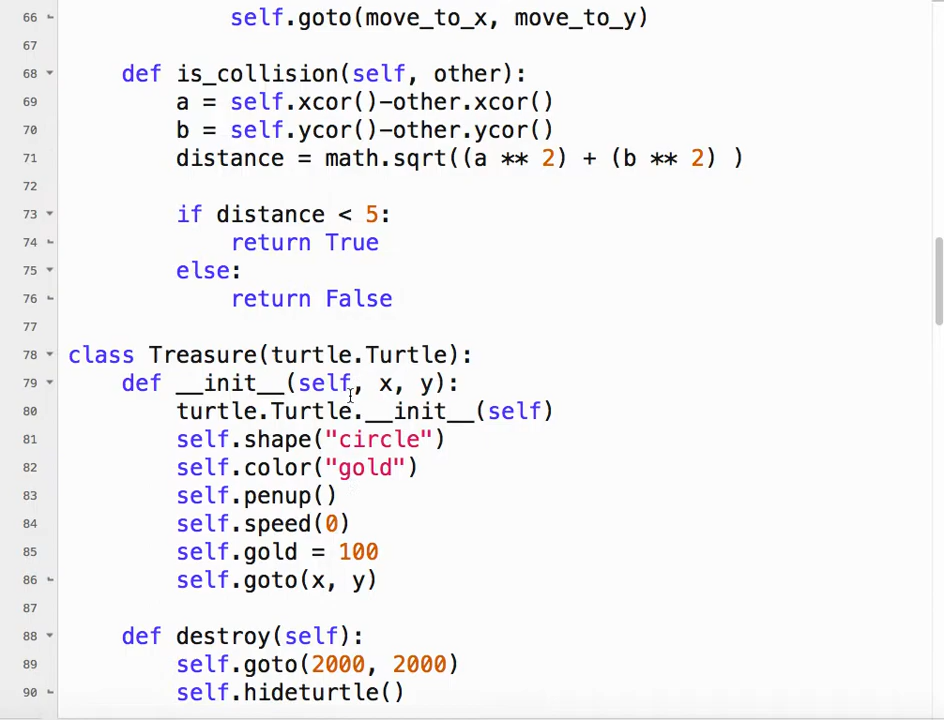 66 self.goto(move_to_x, move_to_y)
67
68 def is_collision(self, other):
69 a = self.xcor()-other.xcor()
70 b = self.ycor()-other.ycor()
71 distance = math.sqrt((a ** 2) + (b ** 2) )
72
73 if distance < 5:
74 return True
75 else:
76 return False
77
78 class Treasure(turtle.Turtle):
79 def __init__(self, x, y):
80 turtle.Turtle.__init__(self)
81 self.shape("circle")
82 self.color("gold")
83 self.penup()
84 self.speed(0)
85 self.gold = 100
86 self.goto(x, y)
87
88 def destroy(self):
89 self.goto(2000, 2000)
90 self.hideturtle()